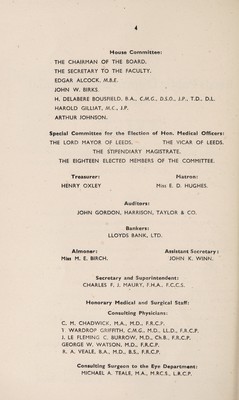 4
House Committee:
THE CHAIRMAN OF THE BOARD.
THE SECRETARY TO THE FACULTY.
EDGAR ALCOCK, M.B.E.
JOHN W. BIRKS.
H. DELABERE BOUSFIELD, B.A., C.M.G., D.S.O., J.P., T.D., D.L.
HAROLD GILLIAT, M.C., J.P.
ARTHUR JOHNSON.
Special Committee for the Election of Hon. Medical Officers:
THE LORD MAYOR OF LEEDS. THE VICAR OF LEEDS.
THE STIPENDIARY MAGISTRATE.
THE EIGHTEEN ELECTED MEMBERS OF THE COMMITTEE.
Treasurer: Matron:
HENRY OXLEY Miss E. D. HUGHES.
Auditors:
JOHN GORDON, HARRISON, TAYLOR & CO.
Bankers:
LLOYDS BANK, LTD.
Almoner: Assistant Secretary:
Miss M. E. BIRCH. JOHN K. WINN.
Secretary and Superintendent:
CHARLES F. J. MAURY, F.H.A., F.C.C.S.
Honorary Medical and Surgical Staff:
Consulting Physicians:
C. M. CHADWICK, M.A., M.D., F.R.C.P.
T. WARDROP GRIFFITH, C.M.G., M.D., LL.D., F.R.C.P.
J. LE FLEMING C. BURROW, M.D., Ch.B., F.R.C.P.
GEORGE W. WATSON, M.D., F.R.C.P.
R. A. VEALE, B.A., M.D., B.S., F.R.C.P.
Consulting Surgeon to the Eye Department:
MICHAEL A. TEALE, M.A., M.R.C.S., L.R.C.P.